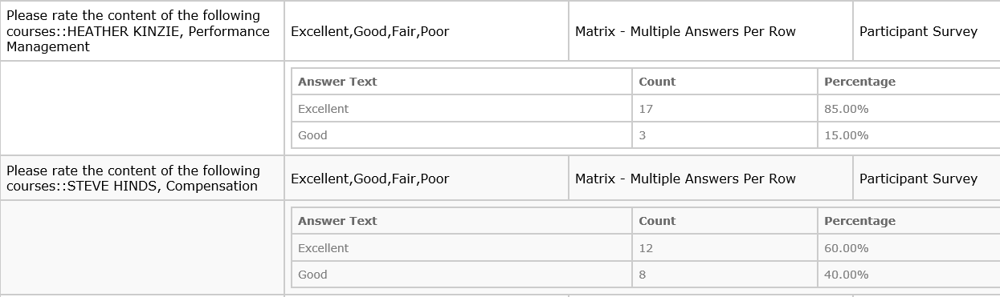 Please rate the content of the following
courses::HEATHER KINZIE, Performance
Management
Excellent,Good,Fair,Poor
Matrix - Multiple Answers Per Row
Participant Survey
Answer Text Count Percentage
Excellent 17 85.00%
Good 3 15.00%
Please rate the content of the following
courses::STEVE HINDS, Compensation
Excellent,Good,Fair,Poor
Matrix - Multiple Answers Per Row
Participant Survey
Answer Text Count Percentage
Excellent 12 60.00%
Good 8 40.00%